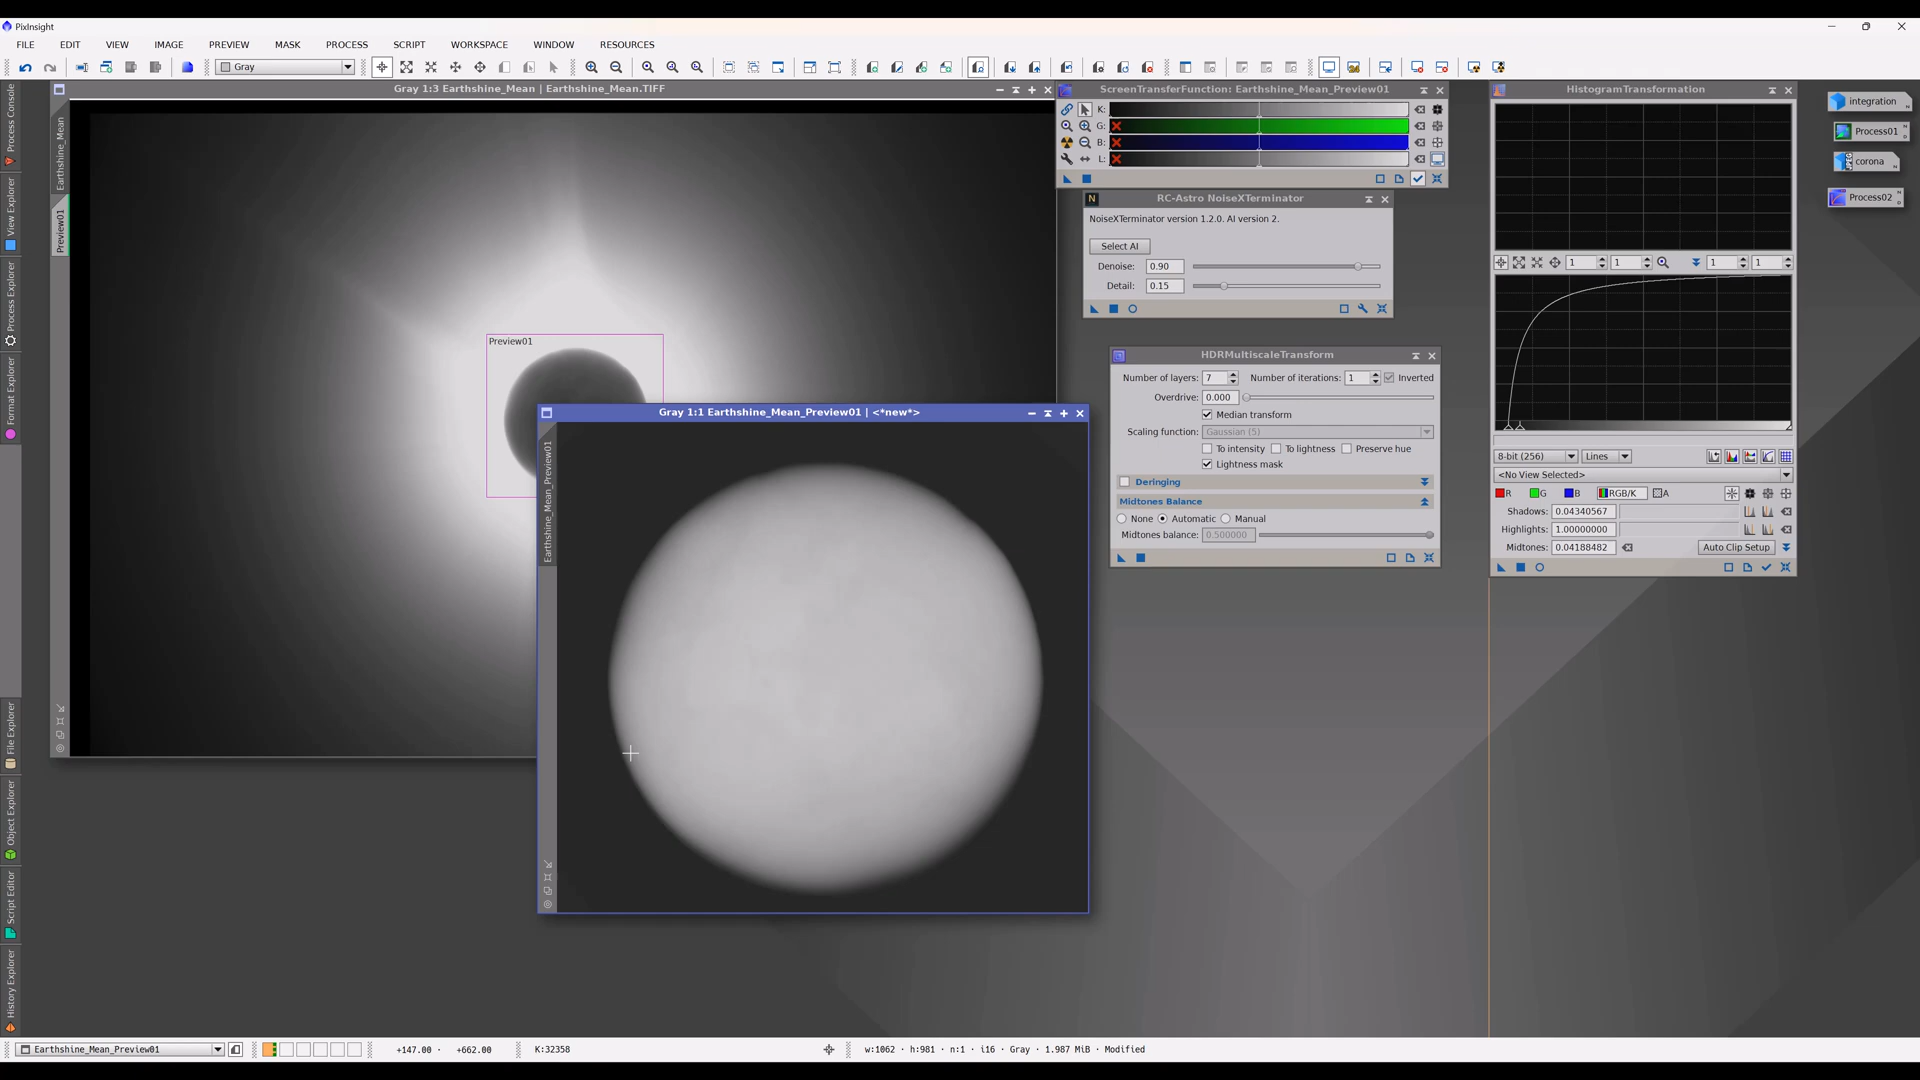 PixInsight
FILE EDIT VIEW IMAGE PREVIEW MASK PROCESS SCRIPT WORKSPACE WINDOW RESOURCES
Gray
Process Console
View Explorer
Process Explorer
Format Explorer
File Explorer
Object Explorer
Script Editor
History Explorer
Gray 1:3 Earthshine_Mean | Earthshine_Mean.TIFF
Earthshine_Mean
Preview01
Preview01
Gray 1:1 Earthshine_Mean_Preview01 | <*new*>
Earthshine_Mean_Preview01
ScreenTransferFunction: Earthshine_Mean_Preview01
K:
G:
B:
L:
RC-Astro NoiseXTerminator
NoiseXTerminator version 1.2.0. AI version 2.
Select AI
Denoise: 0.90
Detail: 0.15
HDRMultiscaleTransform
Number of layers: 7 Number of iterations: 1 Inverted
Overdrive: 0.000
Median transform
Scaling function: Gaussian (5)
To intensity To lightness Preserve hue
Lightness mask
Deringing
Midtones Balance
None Automatic Manual
Midtones balance: 0.500000
HistogramTransformation
1 1 1 1
8-bit (256) Lines
<No View Selected>
R G B RGB/K A
Shadows: 0.04340567
Highlights: 1.00000000
Midtones: 0.04188482 Auto Clip Setup
integration
Process01
corona
Process02
Earthshine_Mean_Preview01 +147.00 · +662.00 K:32358 w:1062 · h:981 · n:1 · i16 · Gray · 1.987 MiB · Modified